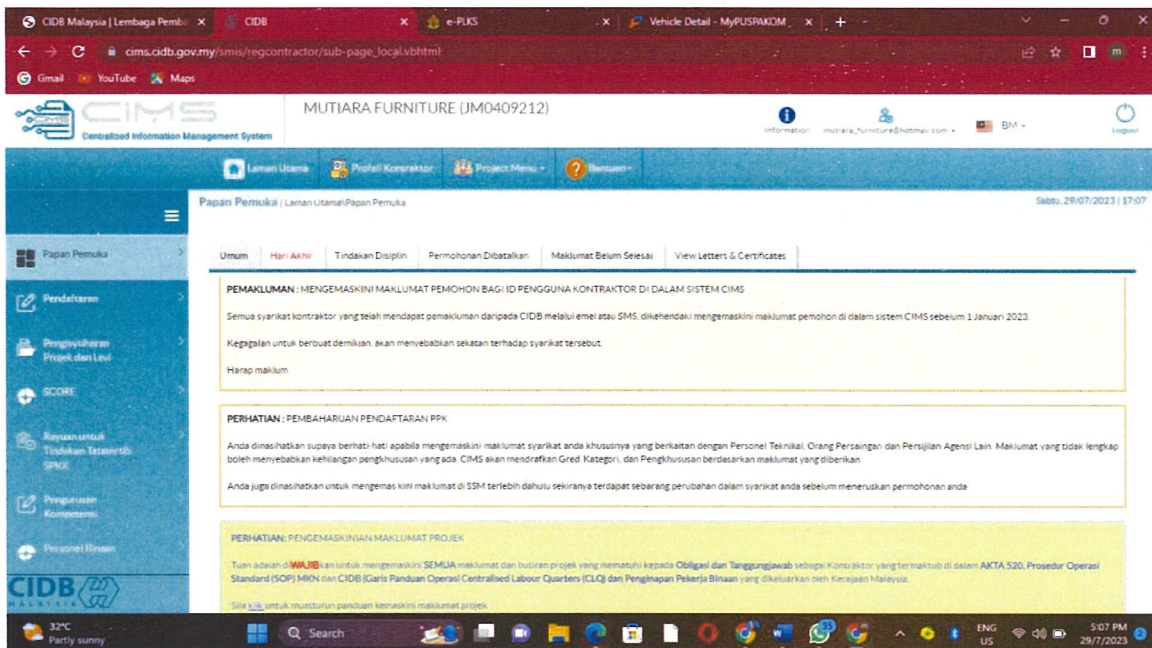 CIDB Malaysia | Lembaga Pemba
CIDB
e-PLKS
Vehicle Detail - MyPUSPAKOM
cims.cidb.gov.my/smis/regcontractor/sub-page_local.vbhtml
m
Gmail YouTube Maps
CIMS
Centralized Information Management System
MUTIARA FURNITURE (JM0409212)
Information
mutiara_furniture@hotmail.com
BM
Logout
Laman Utama Profail Kontraktor Project Menu Bantuan
Papan Pemuka | Laman Utama\Papan Pemuka
Sabtu, 29/07/2023 | 17:07
Papan Pemuka
Pendaftaran
Pengisytiharan
Projek dan Levi
SCORE
Rayuan untuk
Tindakan Tatatertib
SPKK
Pengurusan
Kompetensi
Personel Binaan
CIDB
MALAYSIA
Umum Hari Akhir Tindakan Disiplin Permohonan Dibatalkan Maklumat Belum Selesai View Letters & Certificates
PEMAKLUMAN : MENGEMASKINI MAKLUMAT PEMOHON BAGI ID PENGGUNA KONTRAKTOR DI DALAM SISTEM CIMS
Semua syarikat kontraktor yang telah mendapat pemakluman daripada CIDB melalui emel atau SMS, dikehendaki mengemaskini maklumat pemohon di dalam sistem CIMS sebelum 1 Januari 2023.
Kegagalan untuk berbuat demikian, akan menyebabkan sekatan terhadap syarikat tersebut.
Harap maklum
PERHATIAN : PEMBAHARUAN PENDAFTARAN PPK
Anda dinasihatkan supaya berhati-hati apabila mengemaskini maklumat syarikat anda khususnya yang berkaitan dengan Personel Teknikal, Orang Persaingan dan Persijilan Agensi Lain. Maklumat yang tidak lengkap
boleh menyebabkan kehilangan pengkhususan yang ada. CIMS akan mendrafkan Gred, Kategori, dan Pengkhususan berdasarkan maklumat yang diberikan.
Anda juga dinasihatkan untuk mengemas kini maklumat di SSM terlebih dahulu sekiranya terdapat sebarang perubahan dalam syarikat anda sebelum meneruskan permohonan anda
PERHATIAN: PENGEMASKINIAN MAKLUMAT PROJEK
Tuan adalah diWAJIBkan untuk mengemaskini SEMUA maklumat dan butiran projek yang mematuhi kepada Obligasi dan Tanggungjawab sebagai Kontraktor yang termaktub di dalam AKTA 520, Prosedur Operasi
Standard (SOP) MKN dan CIDB (Garis Panduan Operasi Centralised Labour Quarters (CLQ) dan Penginapan Pekerja Binaan yang dikeluarkan oleh Kerajaan Malaysia.
Sila klik untuk muatturun panduan kemaskini maklumat projek
32°C
Partly sunny
Search
ENG
US
5:07 PM
29/7/2023